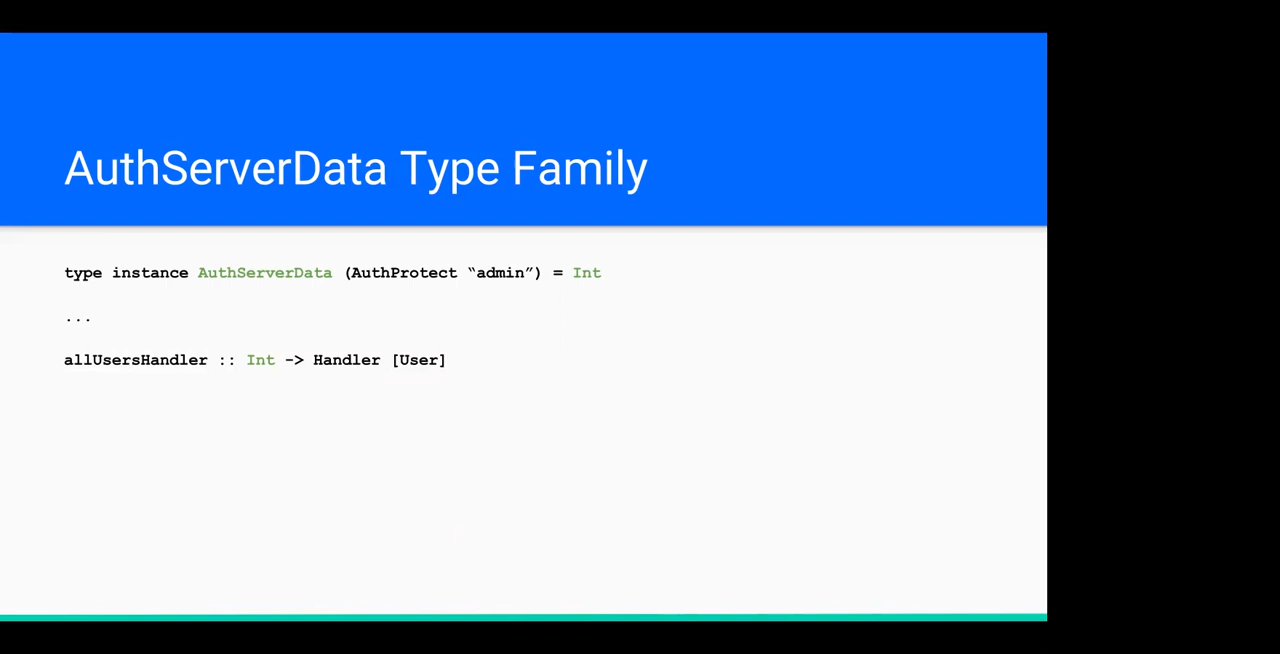 AuthServerData Type Family
type instance AuthServerData (AuthProtect “admin”) = Int
...
allUsersHandler :: Int -> Handler [User]